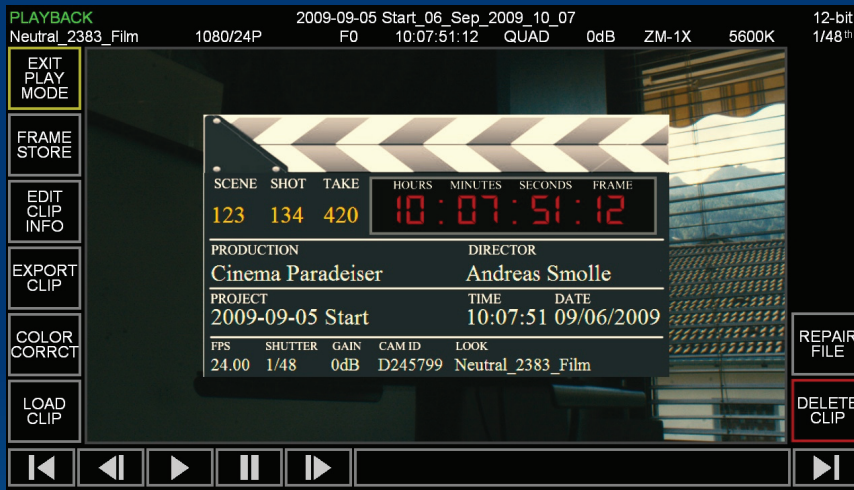 PLAYBACK 2009-09-05 Start_06_Sep_2009_10_07 12-bit
Neutral_2383_Film 1080/24P F0 10:07:51:12 QUAD 0dB ZM-1X 5600K 1/48th
EXIT
PLAY
MODE
FRAME
STORE
EDIT
CLIP
INFO
EXPORT
CLIP
COLOR
CORRCT
LOAD
CLIP
SCENE SHOT TAKE HOURS MINUTES SECONDS FRAME
123 134 420 10:07:51:12
PRODUCTION DIRECTOR
Cinema Paradeiser Andreas Smolle
PROJECT TIME DATE
2009-09-05 Start 10:07:51 09/06/2009
FPS SHUTTER GAIN CAM ID LOOK
24.00 1/48 0dB D245799 Neutral_2383_Film
REPAIR
FILE
DELETE
CLIP